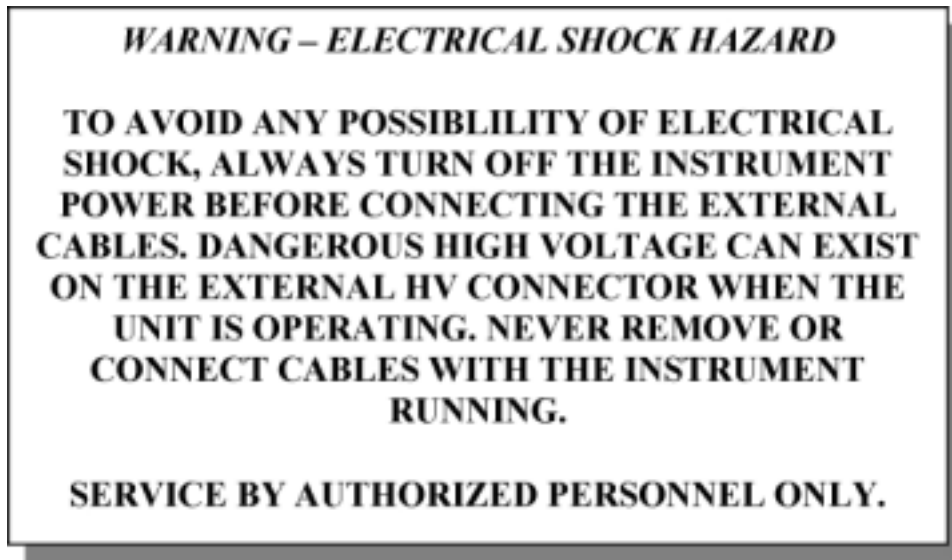 WARNING – ELECTRICAL SHOCK HAZARD
TO AVOID ANY POSSIBLILITY OF ELECTRICAL
SHOCK, ALWAYS TURN OFF THE INSTRUMENT
POWER BEFORE CONNECTING THE EXTERNAL
CABLES. DANGEROUS HIGH VOLTAGE CAN EXIST
ON THE EXTERNAL HV CONNECTOR WHEN THE
UNIT IS OPERATING. NEVER REMOVE OR
CONNECT CABLES WITH THE INSTRUMENT
RUNNING.
SERVICE BY AUTHORIZED PERSONNEL ONLY.